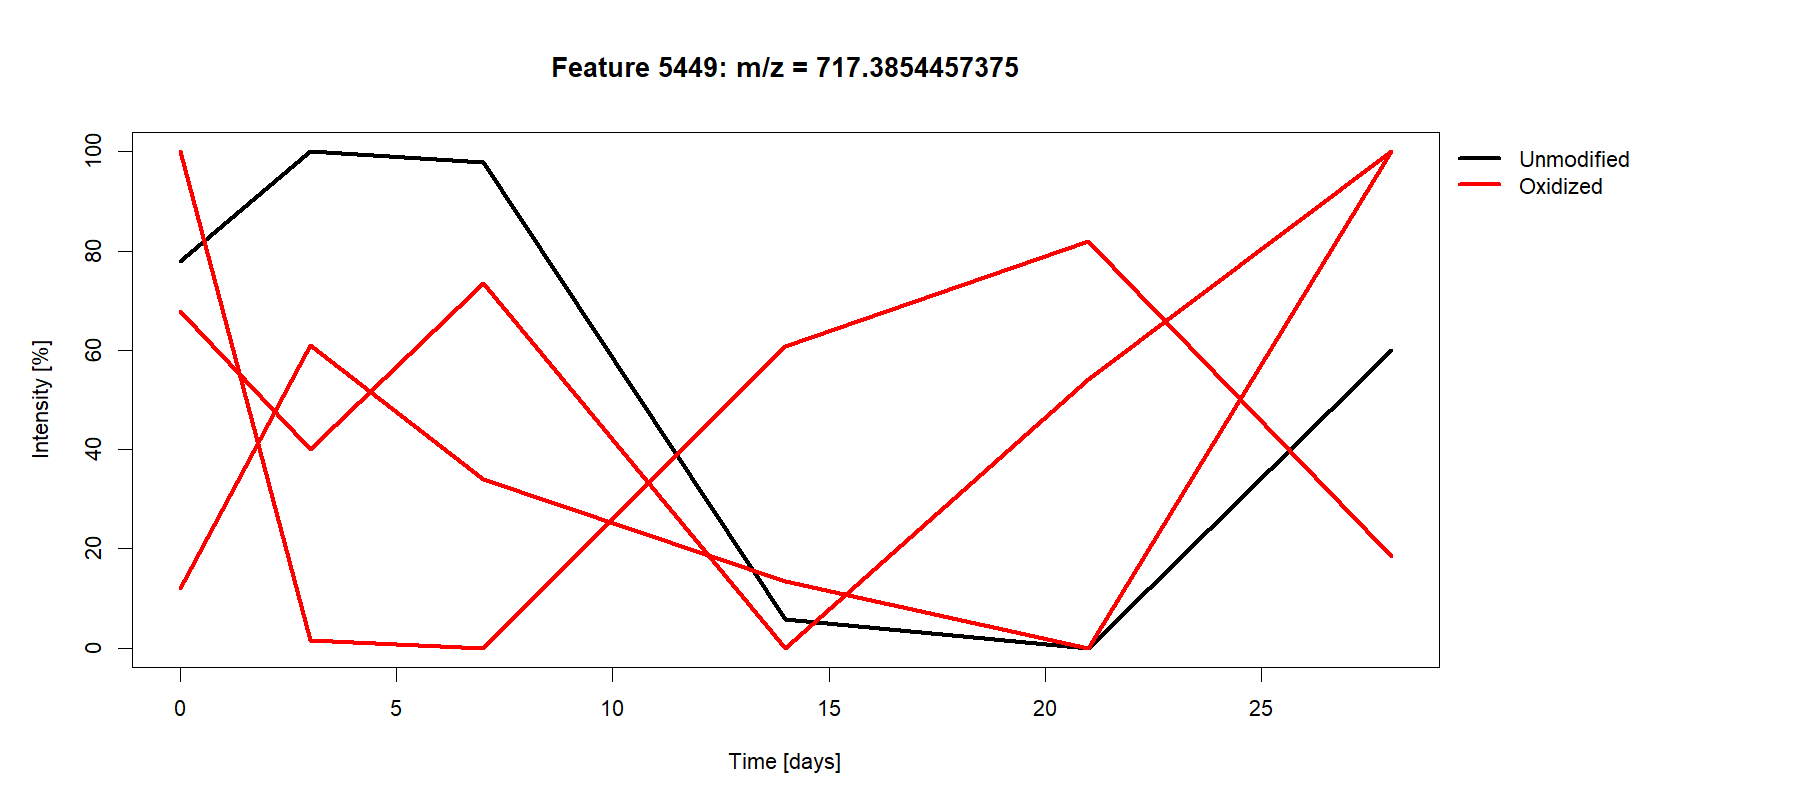 Feature 5449: m/z = 717.3854457375
Unmodified
Oxidized
Intensity [%]
100
80
60
40
20
0
0 5 10 15 20 25
Time [days]